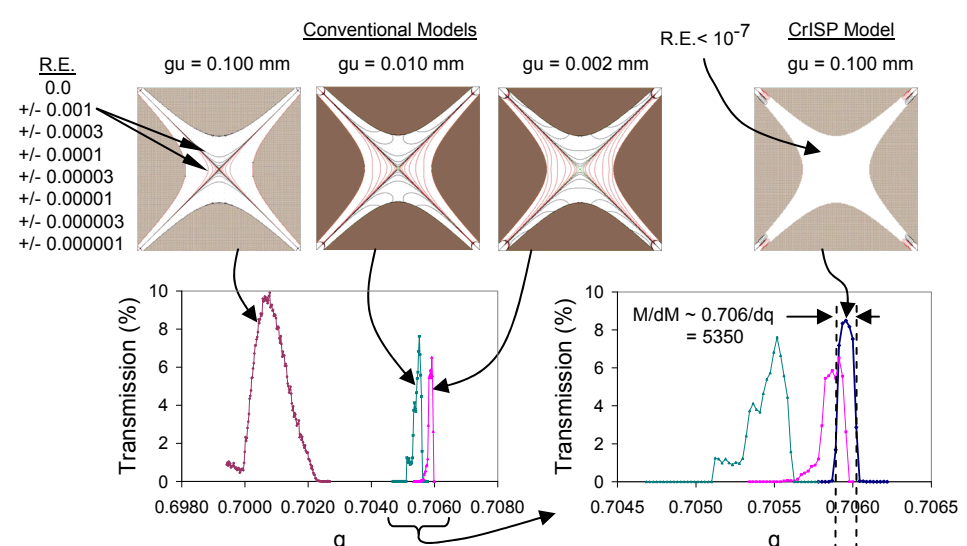 Conventional Models
CrISP Model
R.E.
gu = 0.100 mm
gu = 0.010 mm
gu = 0.002 mm
R.E.< 10-7
gu = 0.100 mm
0.0
+/- 0.001
+/- 0.0003
+/- 0.0001
+/- 0.00003
+/- 0.00001
+/- 0.000003
+/- 0.000001
Transmission (%)
10
8
6
4
2
0
0.6980 0.7000 0.7020 0.7040 0.7060 0.7080
q
Transmission (%)
10
8
6
4
2
0
M/dM ~ 0.706/dq
= 5350
0.7045 0.7050 0.7055 0.7060 0.7065
q